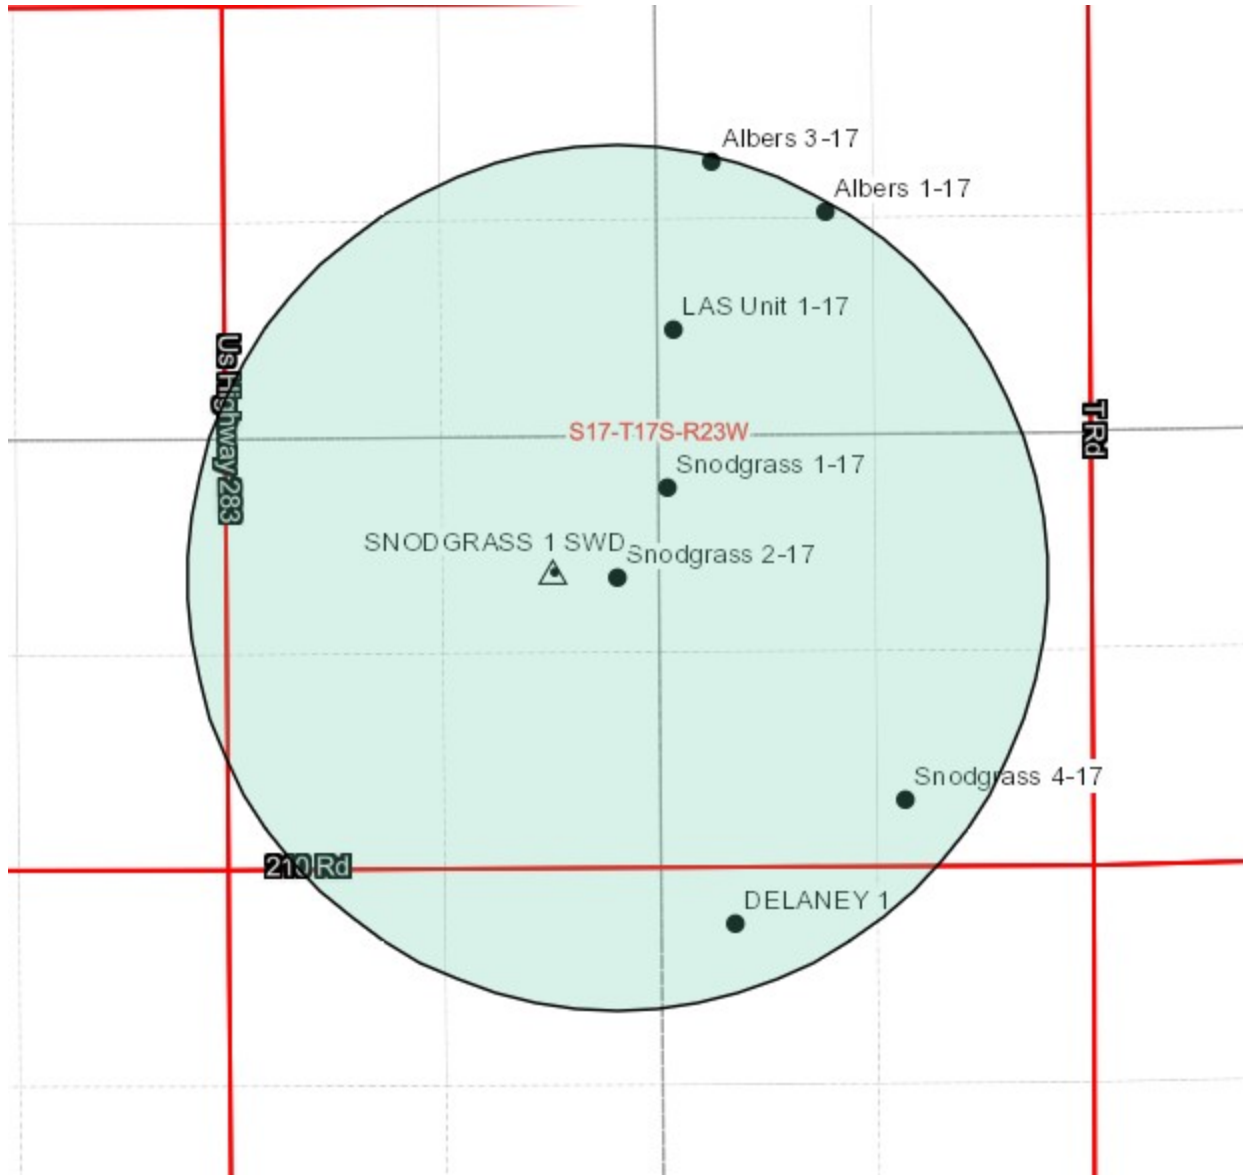 Albers 3-17
Albers 1-17
LAS Unit 1-17
Us Highway 283
T Rd
S17-T17S-R23W
Snodgrass 1-17
SNODGRASS 1 SWD
Snodgrass 2-17
Snodgrass 4-17
210 Rd
DELANEY 1